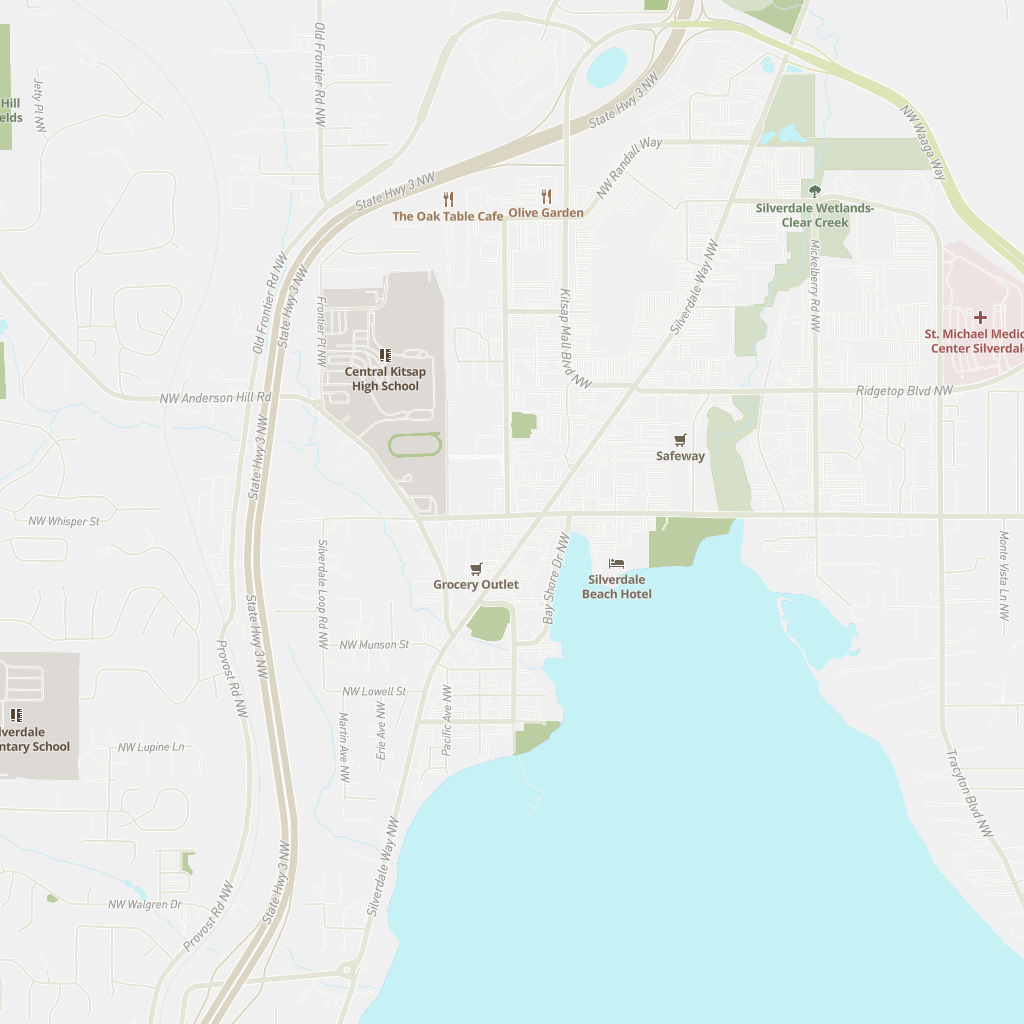 Old Frontier Rd NW
Jetty Pl NW
Hill
elds
State Hwy 3 NW
NW Waaga Way
NW Randall Way
State Hwy 3 NW
The Oak Table Cafe
Olive Garden
Silverdale Wetlands-
Clear Creek
Old Frontier Rd NW
State Hwy 3 NW
Silverdale Way NW
Mickelberry Rd NW
Frontier Pl NW
Kitsap Mall Blvd NW
St. Michael Medic
Center Silverdal
Central Kitsap
High School
NW Anderson Hill Rd
Ridgetop Blvd NW
State Hwy 3 NW
Safeway
NW Whisper St
Silverdale Loop Rd NW
Grocery Outlet
Bay Shore Dr NW
Silverdale
Beach Hotel
Monte Vista Ln NW
State Hwy 3 NW
Provost Rd NW
NW Munson St
NW Lowell St
Martin Ave NW
Erie Ave NW
Pacific Ave NW
lverdale
ntary School
NW Lupine Ln
Tracyton Blvd NW
Silverdale Way NW
State Hwy 3 NW
NW Walgren Dr
Provost Rd NW